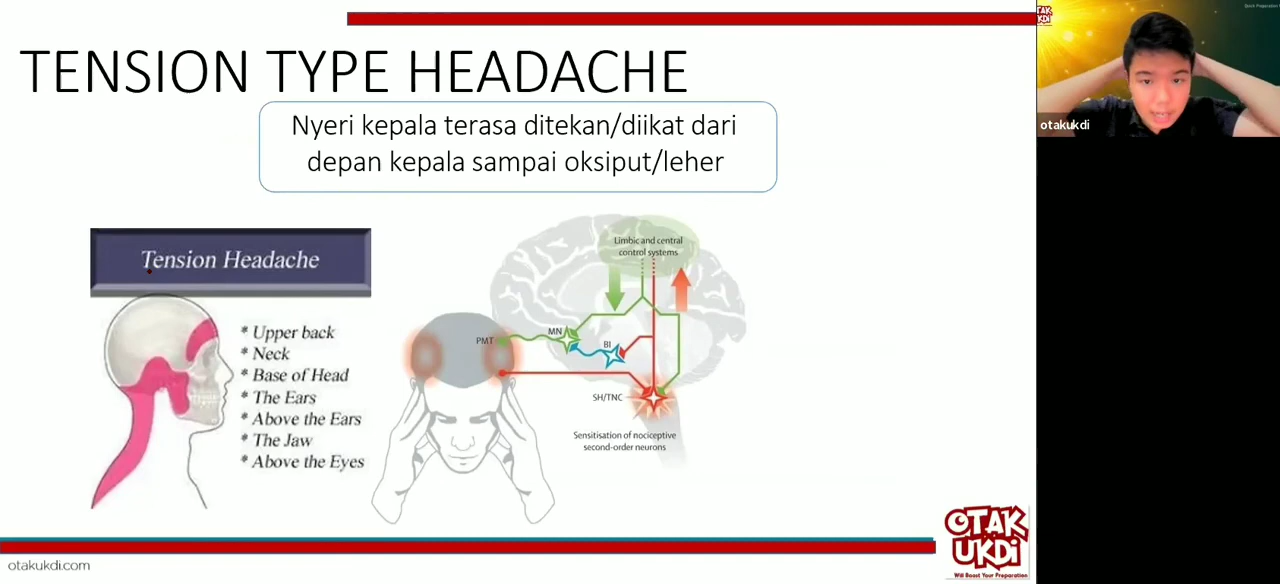 TENSION TYPE HEADACHE
Nyeri kepala terasa ditekan/diikat dari
depan kepala sampai oksiput/leher
Tension Headache
* Upper back
* Neck
* Base of Head
* The Ears
* Above the Ears
* The Jaw
* Above the Eyes
Limbic and central
control systems
PMT
MN
BI
SH/TNC
Sensitisation of nociceptive
second-order neurons
otakukdi.com
OTAK
UKDI
Will Boost Your Preparation
otakukdi